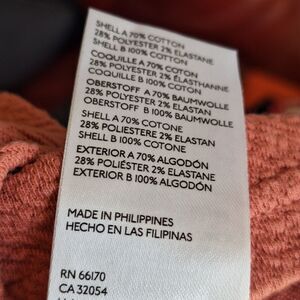 SHELL A 70% COTTON
28% POLYESTER 2% ELASTANE
SHELL B 100% COTTON
COQUILLE A 70% COTON
28% POLYESTER 2% ÉLASTHANNE
COQUILLE B 100% COTON
OBERSTOFF A 70% BAUMWOLLE
28% POLYESTER 2% ELASTAN
OBERSTOFF B 100% BAUMWOLLE
SHELL A 70% COTONE
28% POLIESTERE 2% ELASTAN
SHELL B 100% COTONE
EXTERIOR A 70% ALGODÓN
28% POLIÉSTER 2% ELASTANO
EXTERIOR B 100% ALGODÓN
MADE IN PHILIPPINES
HECHO EN LAS FILIPINAS
RN 66170
CA 32054